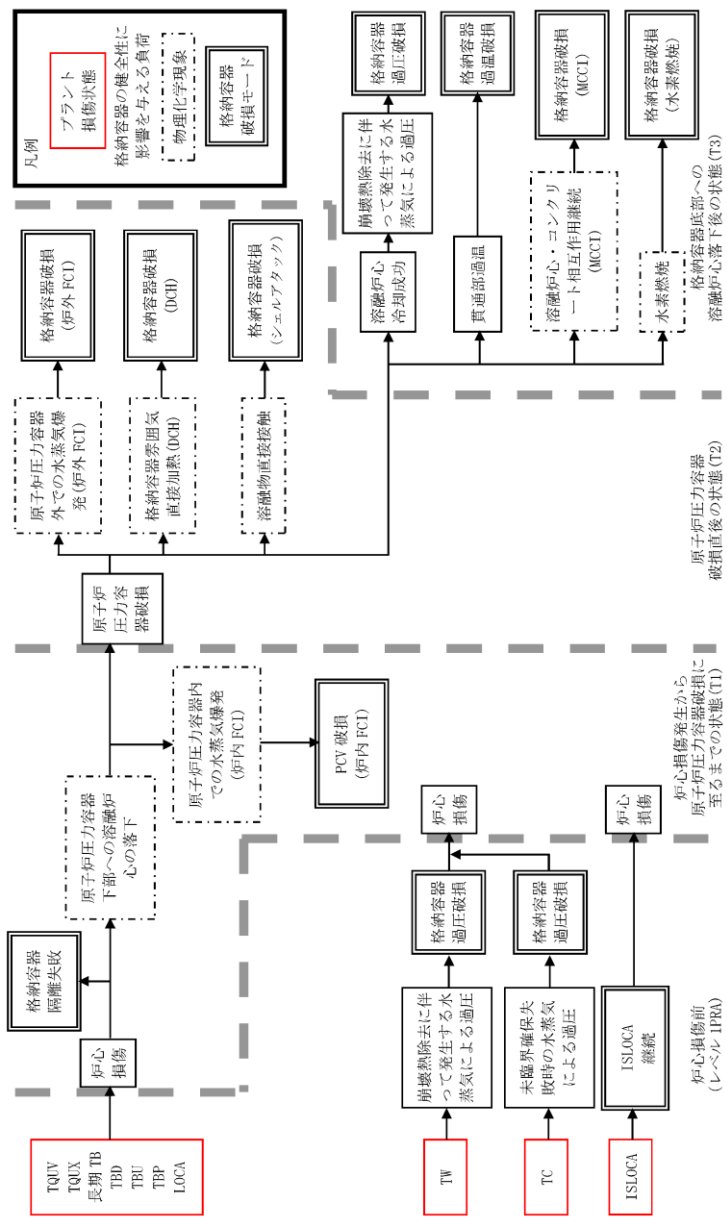 凡例
プラント
損傷状態
格納容器の健全性に
影響を与える負荷
物理化学現象
格納容器
破損モード
TQUV
TQUX
長期TB
TBD
TBU
TBP
LOCA
炉心
損傷
格納容器
隔離失敗
原子炉圧力容器
下部への溶融炉
心の落下
原子炉圧力容器内
での水蒸気爆発
(炉内FCI)
PCV破損
(炉内FCI)
原子炉
圧力容
器破損
原子炉圧力容器
外での水蒸気爆
発(炉外FCI)
格納容器破損
(炉外FCI)
格納容器雰囲気
直接加熱(DCH)
格納容器破損
(DCH)
溶融物直接接触
格納容器破損
(シェルアタック)
溶融炉心
冷却成功
崩壊熱除去に伴
って発生する水
蒸気による過圧
格納容器
過圧破損
貫通部過温
格納容器
過温破損
溶融炉心・コンクリ
ート相互作用継続
(MCCI)
格納容器破損
(MCCI)
水素燃焼
格納容器破損
(水素燃焼)
TW
崩壊熱除去に伴
って発生する水
蒸気による過圧
格納容器
過圧破損
炉心
損傷
TC
未臨界確保失
敗時の水蒸気
による過圧
格納容器
過圧破損
ISLOCA
ISLOCA
継続
炉心
損傷
炉心損傷前
(レベル1PRA)
炉心損傷発生から
原子炉圧力容器破損に
至るまでの状態(T1)
原子炉圧力容器
破損直後の状態(T2)
格納容器底部への
溶融炉心落下後の状態(T3)